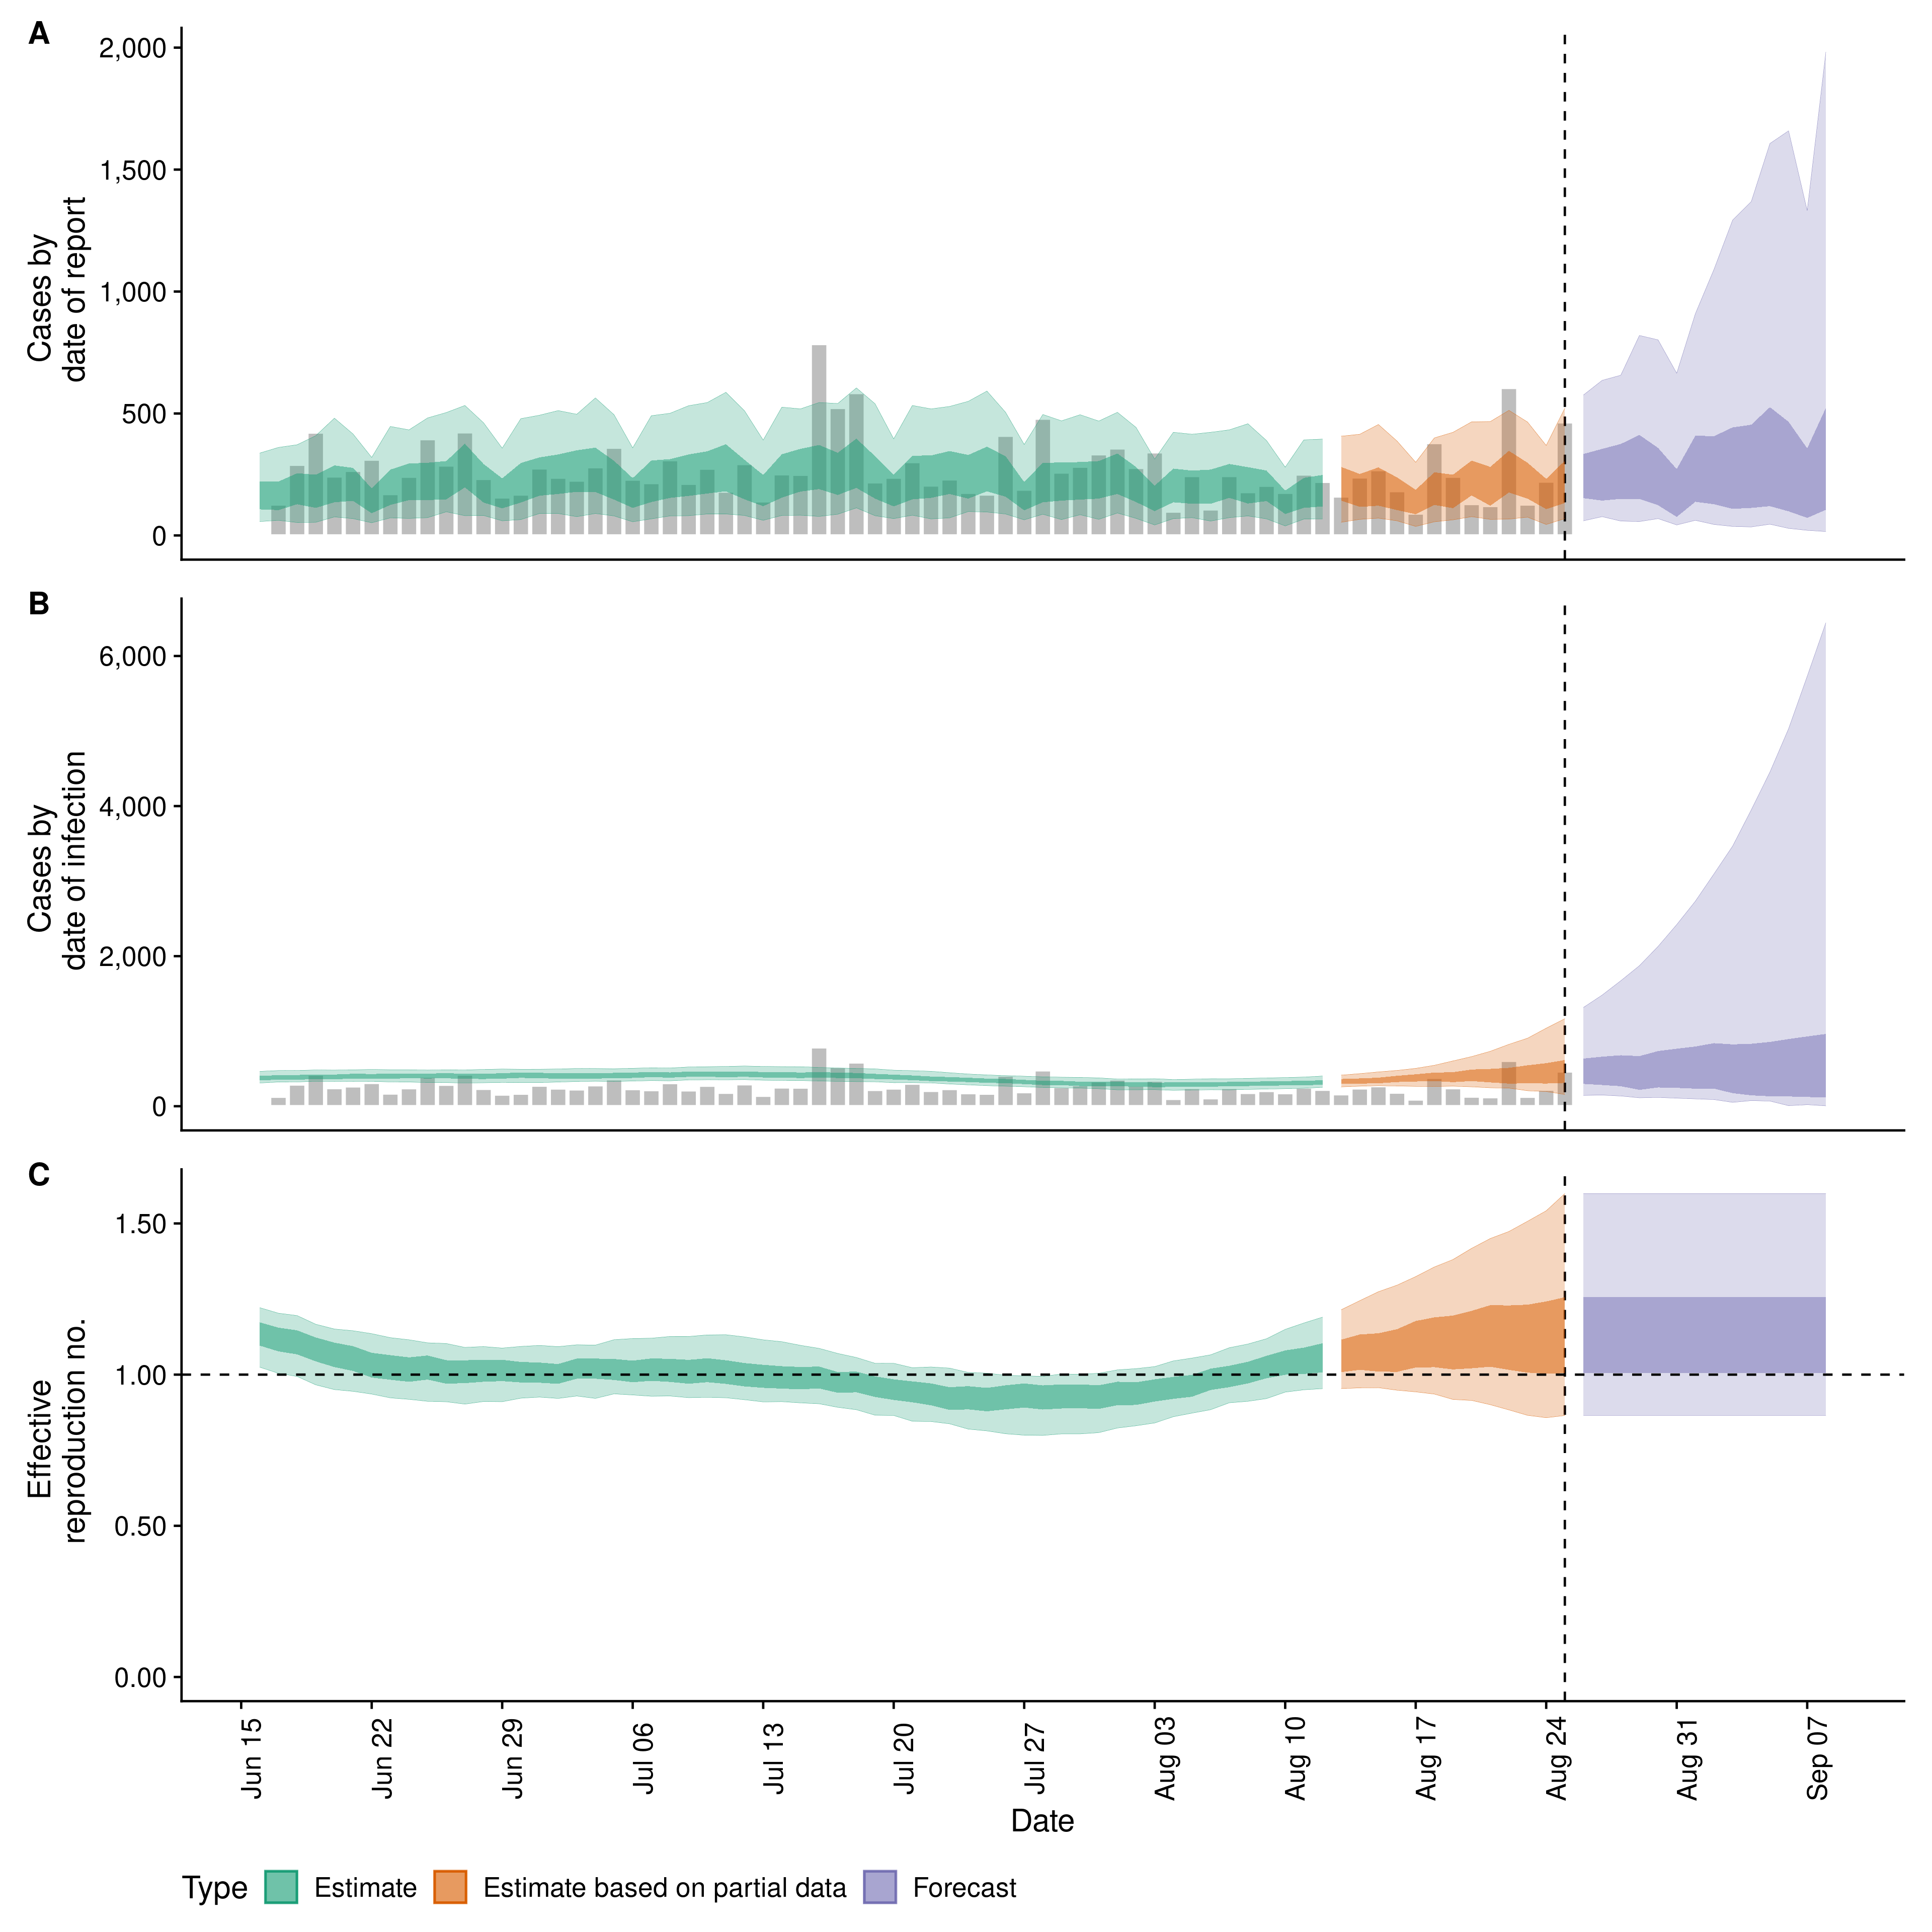 A
2,000
1,500
1,000
500
0
Cases by
date of report
B
6,000
4,000
2,000
0
Cases by
date of infection
C
1.50
1.00
0.50
0.00
Effective
reproduction no.
Jun 15
Jun 22
Jun 29
Jul 06
Jul 13
Jul 20
Jul 27
Aug 03
Aug 10
Aug 17
Aug 24
Aug 31
Sep 07
Date
Type
Estimate
Estimate based on partial data
Forecast